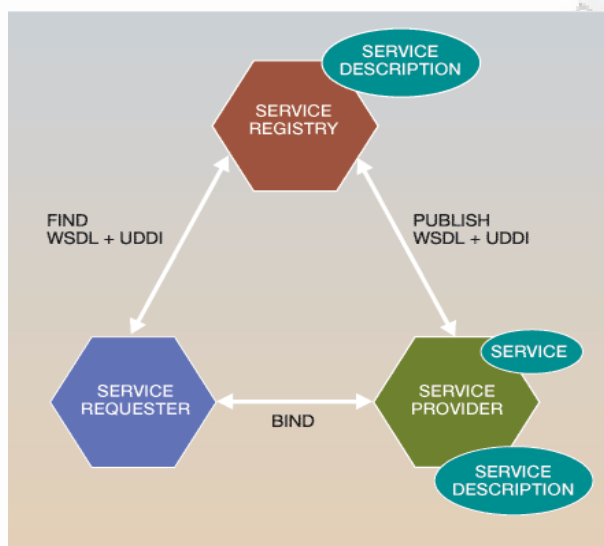 SERVICE
DESCRIPTION
SERVICE
REGISTRY
FIND
WSDL + UDDI
PUBLISH
WSDL + UDDI
SERVICE
SERVICE
REQUESTER
SERVICE
PROVIDER
BIND
SERVICE
DESCRIPTION